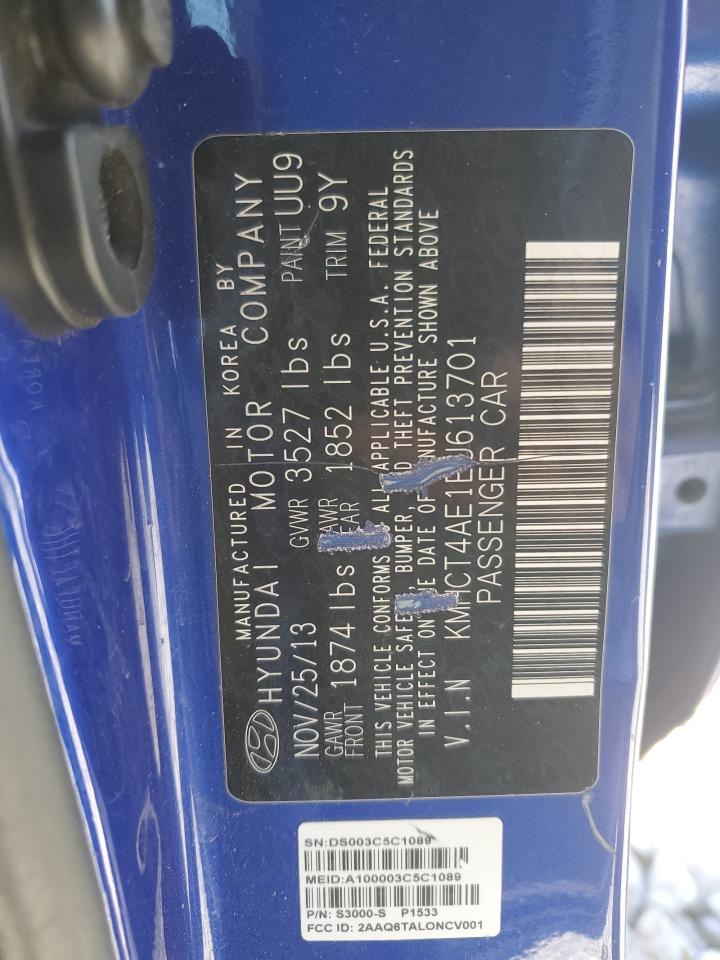 MANUFACTURED IN KOREA BY
HYUNDAI MOTOR COMPANY
NOV/25/13 GVWR 3527 lbs PAINT UU9
GAWR FRONT 1874 lbs GAWR REAR 1852 lbs TRIM 9Y
THIS VEHICLE CONFORMS ALL APPLICABLE U.S.A. FEDERAL
MOTOR VEHICLE SAFETY, BUMPER, AND THEFT PREVENTION STANDARDS
IN EFFECT ON THE DATE OF MANUFACTURE SHOWN ABOVE
V.I.N KMHCT4AE1EU613701
PASSENGER CAR
SN:DS003C5C1089
MEID:A100003C5C1089
P/N: S3000-S P1533
FCC ID: 2AAQ6TALONCV001